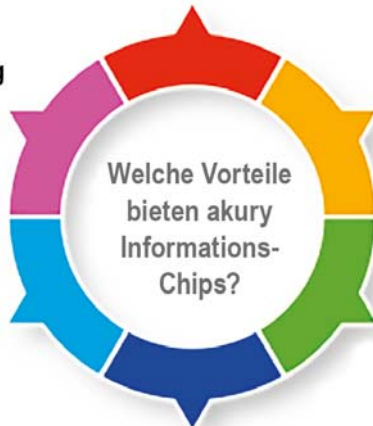 g
Welche Vorteile
bieten akury
Informations-
Chips?